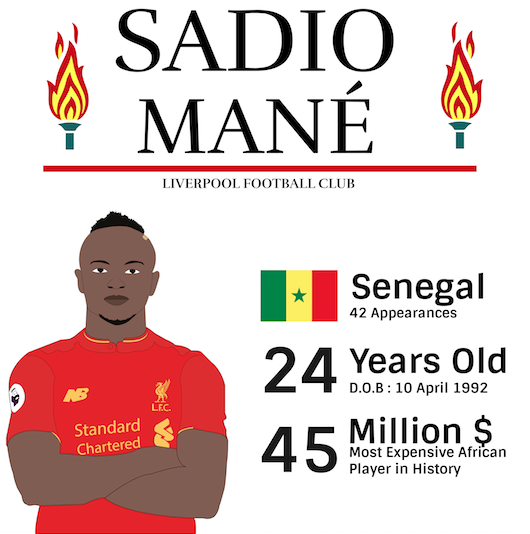 SADIO
MANÉ
LIVERPOOL FOOTBALL CLUB
Senegal
42 Appearances
24 Years Old
D.O.B : 10 April 1992
45 Million $
Most Expensive African
Player in History
NB
L.F.C.
Standard
Chartered